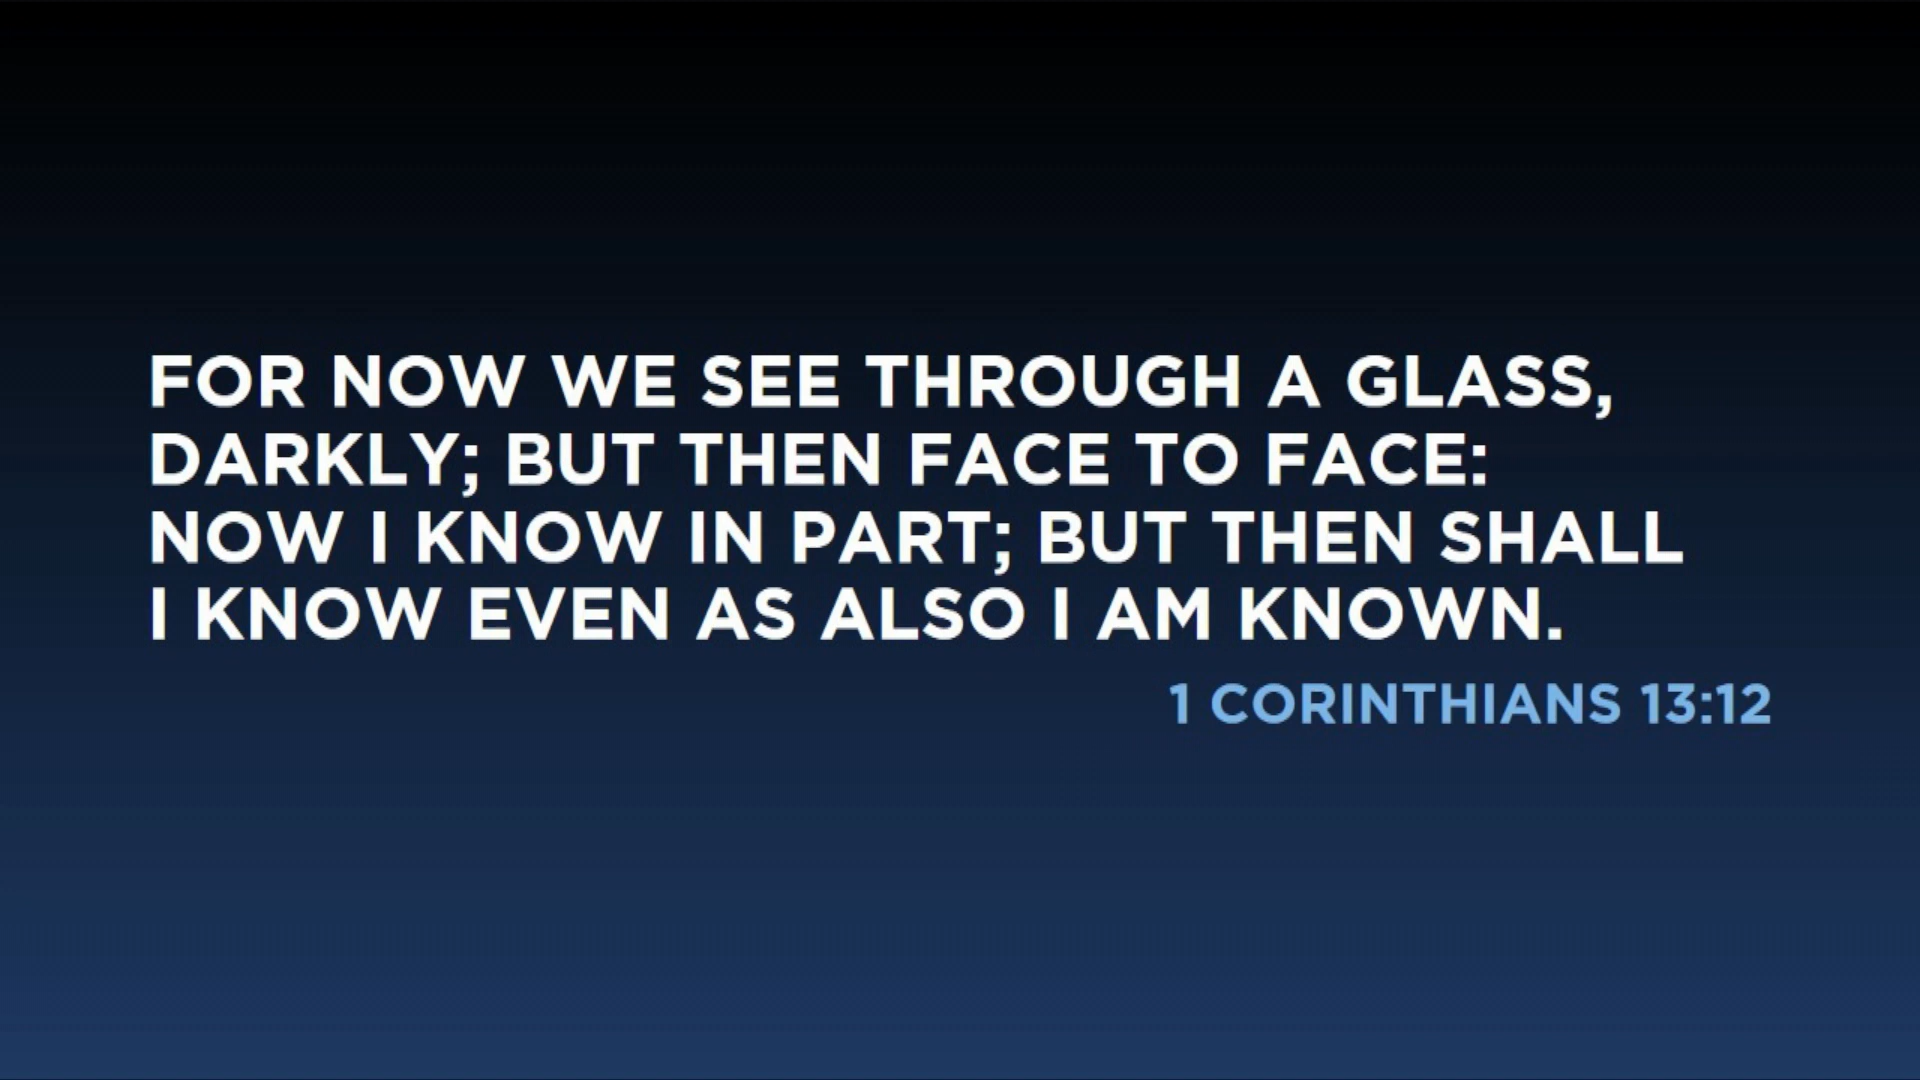 FOR NOW WE SEE THROUGH A GLASS,
DARKLY; BUT THEN FACE TO FACE:
NOW I KNOW IN PART; BUT THEN SHALL
I KNOW EVEN AS ALSO I AM KNOWN.
1 CORINTHIANS 13:12